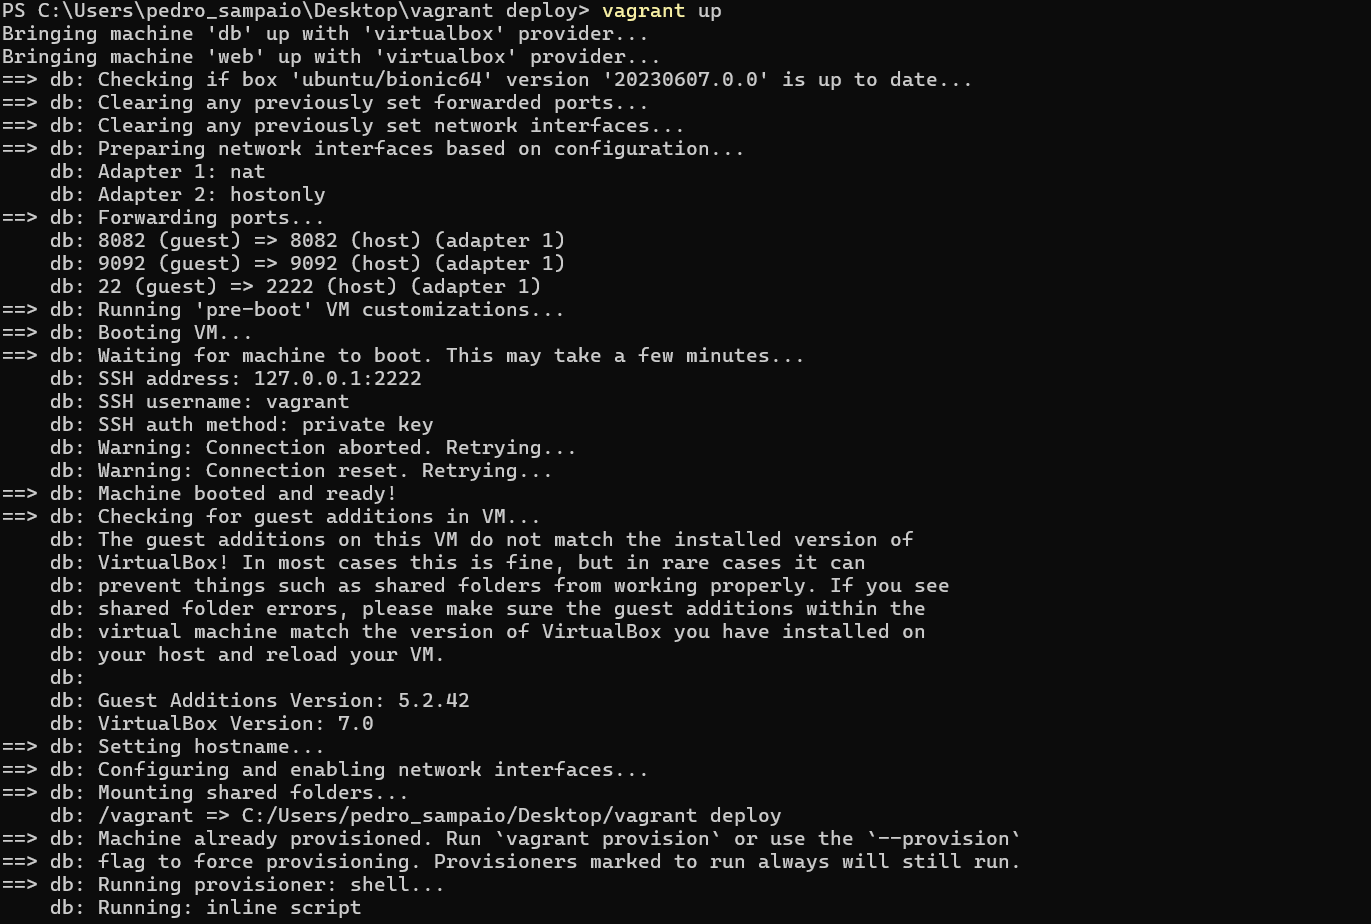 PS C:\Users\pedro_sampaio\Desktop\vagrant deploy> vagrant up
Bringing machine 'db' up with 'virtualbox' provider...
Bringing machine 'web' up with 'virtualbox' provider...
==> db: Checking if box 'ubuntu/bionic64' version '20230607.0.0' is up to date...
==> db: Clearing any previously set forwarded ports...
==> db: Clearing any previously set network interfaces...
==> db: Preparing network interfaces based on configuration...
    db: Adapter 1: nat
    db: Adapter 2: hostonly
==> db: Forwarding ports...
    db: 8082 (guest) => 8082 (host) (adapter 1)
    db: 9092 (guest) => 9092 (host) (adapter 1)
    db: 22 (guest) => 2222 (host) (adapter 1)
==> db: Running 'pre-boot' VM customizations...
==> db: Booting VM...
==> db: Waiting for machine to boot. This may take a few minutes...
    db: SSH address: 127.0.0.1:2222
    db: SSH username: vagrant
    db: SSH auth method: private key
    db: Warning: Connection aborted. Retrying...
    db: Warning: Connection reset. Retrying...
==> db: Machine booted and ready!
==> db: Checking for guest additions in VM...
    db: The guest additions on this VM do not match the installed version of
    db: VirtualBox! In most cases this is fine, but in rare cases it can
    db: prevent things such as shared folders from working properly. If you see
    db: shared folder errors, please make sure the guest additions within the
    db: virtual machine match the version of VirtualBox you have installed on
    db: your host and reload your VM.
    db:
    db: Guest Additions Version: 5.2.42
    db: VirtualBox Version: 7.0
==> db: Setting hostname...
==> db: Configuring and enabling network interfaces...
==> db: Mounting shared folders...
    db: /vagrant => C:/Users/pedro_sampaio/Desktop/vagrant deploy
==> db: Machine already provisioned. Run `vagrant provision` or use the `--provision`
==> db: flag to force provisioning. Provisioners marked to run always will still run.
==> db: Running provisioner: shell...
    db: Running: inline script